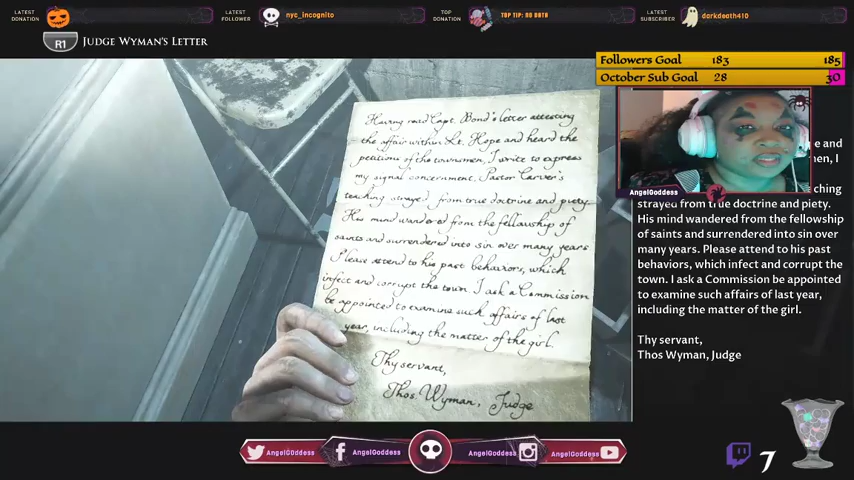 LATEST
DONATION
LATEST
FOLLOWER
nyc_incognito
TOP
DONATION
TOP TIP: NO DATA
LATEST
SUBSCRIBER
darkdeath410
R1 JUDGE WYMAN'S LETTER
Followers Goal 183 185
October Sub Goal 28 30
Having read Capt. Bond's letter attesting
the affair within Lt. Hope and heard the
petitions of the townsmen, I write to express
my signal concernment. Pastor Carver's
teaching strayed from true doctrine and piety.
His mind wandered from the fellowship of
saints and surrendered into sin over many years
Please attend to his past behaviors, which
infect and corrupt the town. I ask a Commission
be appointed to examine such affairs of last
year, including the matter of the girl.
Thy servant,
Thos. Wyman, Judge
AngelGoddess
e and
nen, I
ching
strayed from true doctrine and piety.
His mind wandered from the fellowship
of saints and surrendered into sin over
many years. Please attend to his past
behaviors, which infect and corrupt the
town. I ask a Commission be appointed
to examine such affairs of last year,
including the matter of the girl.
Thy servant,
Thos Wyman, Judge
AngelG0ddess
AngelGoddess
AngelGoddess
AngelGoddess
7